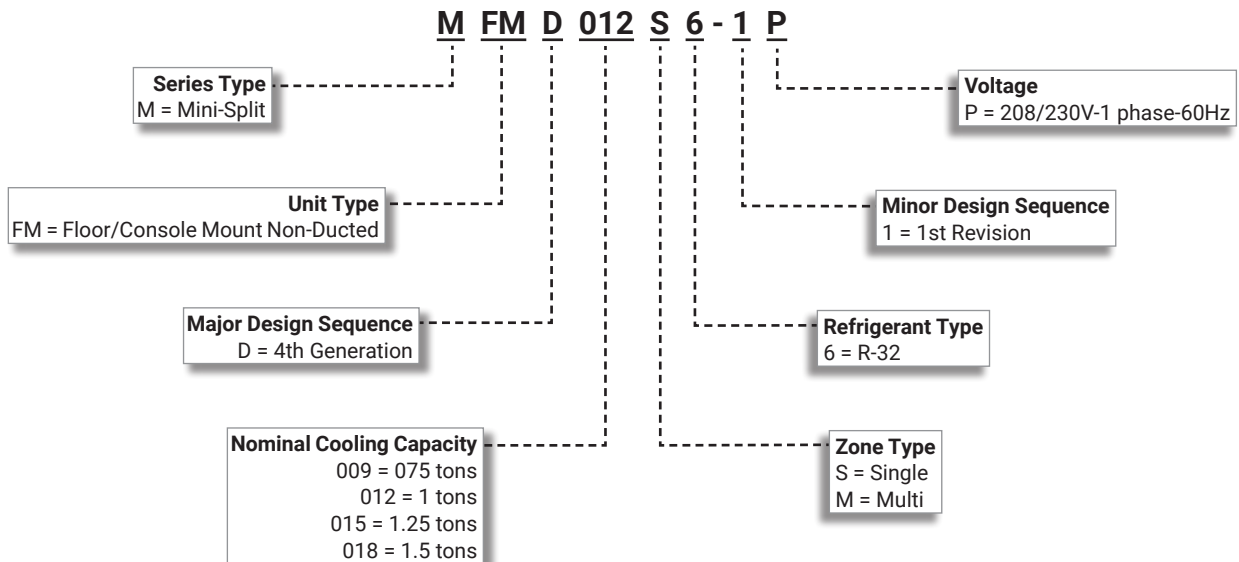 M FM D 012 S 6 - 1 P
Series Type
M = Mini-Split
Voltage
P = 208/230V-1 phase-60Hz
Unit Type
FM = Floor/Console Mount Non-Ducted
Minor Design Sequence
1 = 1st Revision
Major Design Sequence
D = 4th Generation
Refrigerant Type
6 = R-32
Nominal Cooling Capacity
009 = 075 tons
012 = 1 tons
015 = 1.25 tons
018 = 1.5 tons
Zone Type
S = Single
M = Multi